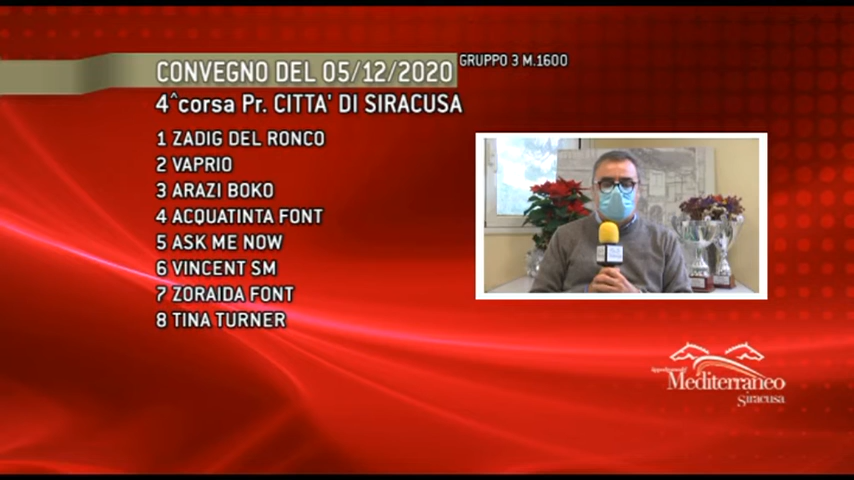 CONVEGNO DEL 05/12/2020
GRUPPO 3 M.1600
4^corsa Pr. CITTA' DI SIRACUSA
1 ZADIG DEL RONCO
2 VAPRIO
3 ARAZI BOKO
4 ACQUATINTA FONT
5 ASK ME NOW
6 VINCENT SM
7 ZORAIDA FONT
8 TINA TURNER
Mediterraneo
Siracusa